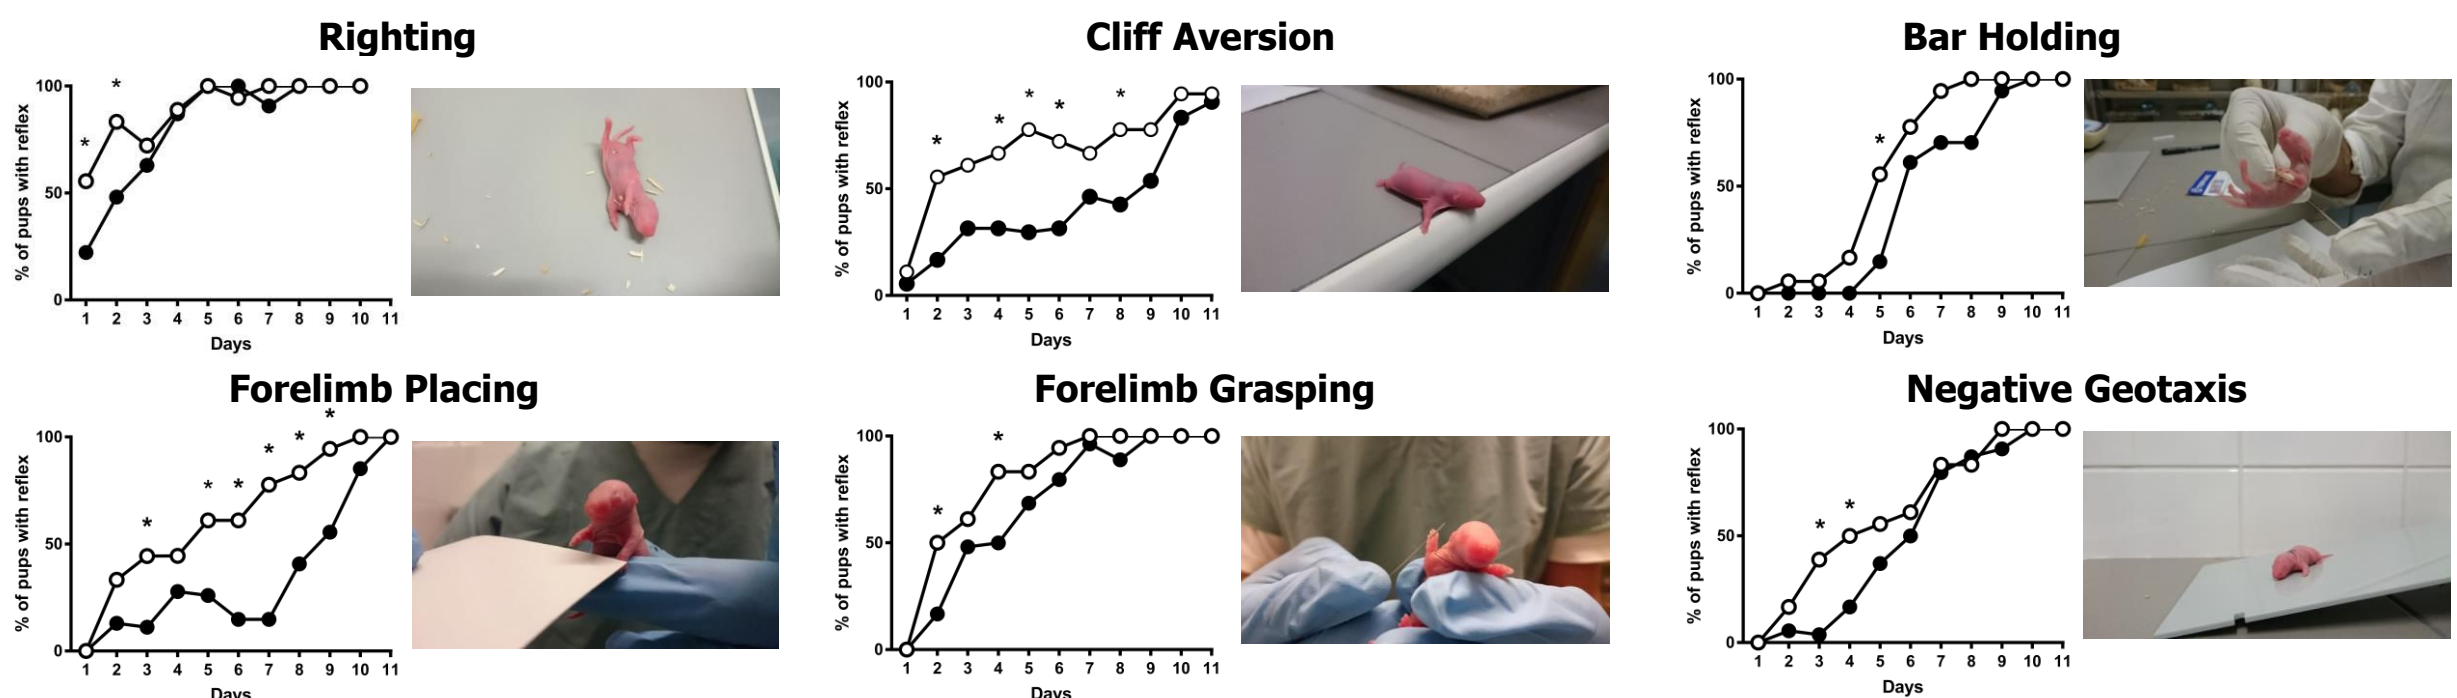 Righting
100
50
0
% of pups with reflex
*
*
1 2 3 4 5 6 7 8 9 10 11
Days
Cliff Aversion
100
50
0
% of pups with reflex
*
*
*
*
*
1 2 3 4 5 6 7 8 9 10 11
Days
Bar Holding
100
50
0
% of pups with reflex
*
1 2 3 4 5 6 7 8 9 10 11
Days
Forelimb Placing
100
50
0
% of pups with reflex
*
*
*
*
*
*
1 2 3 4 5 6 7 8 9 10 11
Days
Forelimb Grasping
100
50
0
% of pups with reflex
*
*
1 2 3 4 5 6 7 8 9 10 11
Days
Negative Geotaxis
100
50
0
% of pups with reflex
*
*
1 2 3 4 5 6 7 8 9 10 11
Days